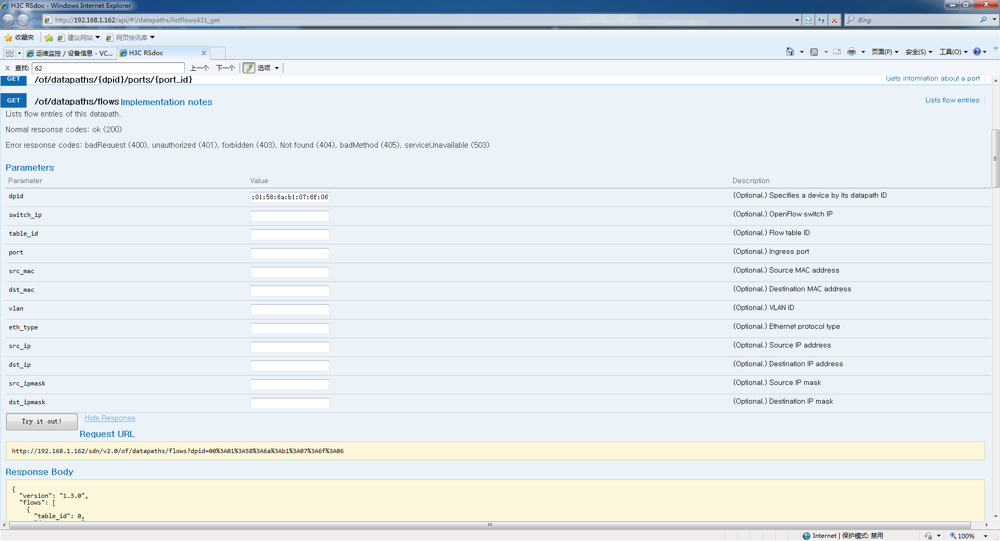 H3C RSdoc - Windows Internet Explorer
http://192.168.1.162/api/#!/datapaths/listFlows431_get
Bing
收藏夹 建议网站 网页快讯库
运维监控 / 设备信息 - VC... H3C RSdoc
页面(P) 安全(S) 工具(O)
查找: 62 上一个 下一个 选项
GET /of/datapaths/{dpid}/ports/{port_id} Gets information about a port
GET /of/datapaths/flows Implementation notes Lists flow entries
Lists flow entries of this datapath.
Normal response codes: ok (200)
Error response codes: badRequest (400), unauthorized (401), forbidden (403), Not found (404), badMethod (405), serviceUnavailable (503)
Parameters
Parameter Value Description
dpid :01:58:6a:b1:07:6f:06 (Optional.) Specifies a device by its datapath ID
switch_ip (Optional.) OpenFlow switch IP
table_id (Optional.) Flow table ID
port (Optional.) Ingress port
src_mac (Optional.) Source MAC address
dst_mac (Optional.) Destination MAC address
vlan (Optional.) VLAN ID
eth_type (Optional.) Ethernet protocol type
src_ip (Optional.) Source IP address
dst_ip (Optional.) Destination IP address
src_ipmask (Optional.) Source IP mask
dst_ipmask (Optional.) Destination IP mask
Try it out! Hide Response
Request URL
http://192.168.1.162/sdn/v2.0/of/datapaths/flows?dpid=00%3A01%3A58%3A6a%3Ab1%3A07%3A6f%3A06
Response Body
{
"version": "1.3.0",
"flows": [
{
"table_id": 0,
Internet | 保护模式: 禁用 100%